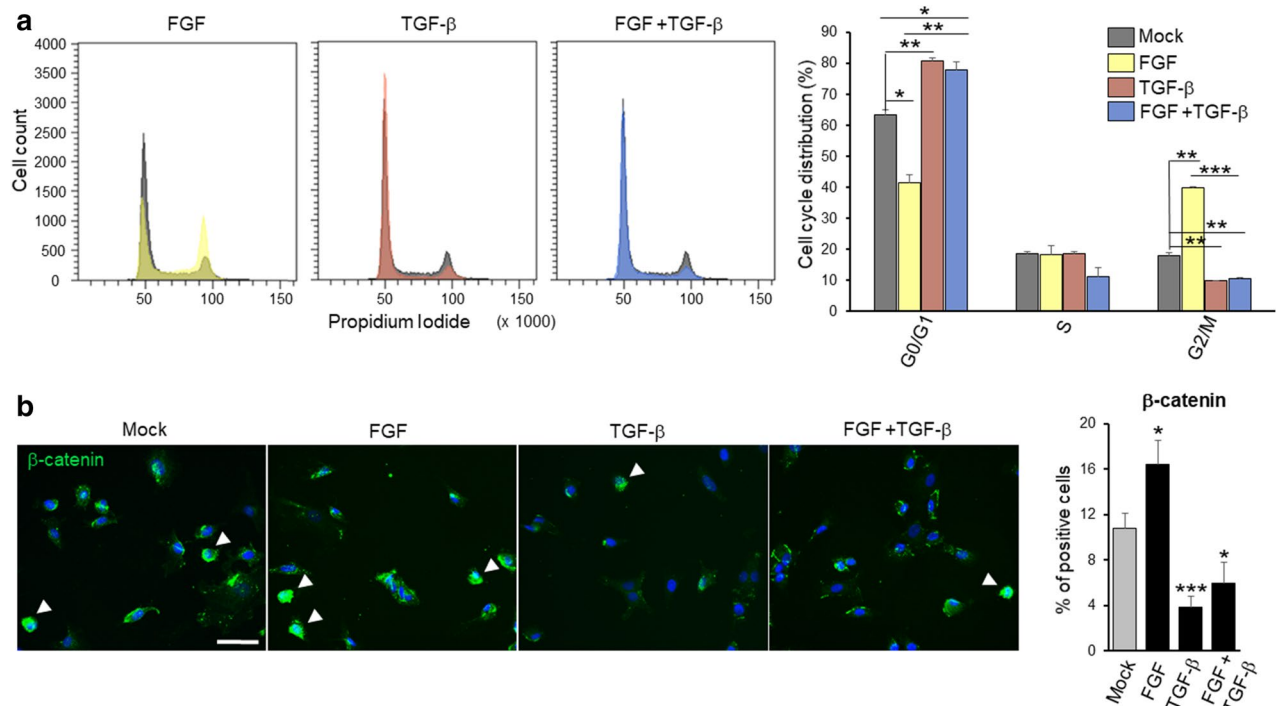 a
FGF
TGF-β
FGF +TGF-β
Cell count
4000
3500
3000
2500
2000
1500
1000
500
0
50
100
150
50
100
150
50
100
150
Propidium Iodide (x 1000)
Cell cycle distribution (%)
90
80
70
60
50
40
30
20
10
0
*
**
**
*
**
***
**
**
Mock
FGF
TGF-β
FGF +TGF-β
G0/G1
S
G2/M
b
Mock
FGF
TGF-β
FGF +TGF-β
β-catenin
β-catenin
% of positive cells
20
16
12
8
4
0
*
***
*
Mock
FGF
TGF-β
FGF +
TGF-β